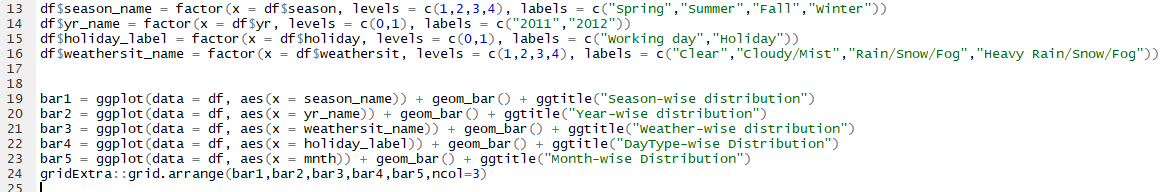 13 df$season_name = factor(x = df$season, levels = c(1,2,3,4), labels = c("Spring","Summer","Fall","Winter"))
14 df$yr_name = factor(x = df$yr, levels = c(0,1), labels = c("2011","2012"))
15 df$holiday_label = factor(x = df$holiday, levels = c(0,1), labels = c("Working day","Holiday"))
16 df$weathersit_name = factor(x = df$weathersit, levels = c(1,2,3,4), labels = c("Clear","Cloudy/Mist","Rain/Snow/Fog","Heavy Rain/Snow/Fog"))
17
18
19 bar1 = ggplot(data = df, aes(x = season_name)) + geom_bar() + ggtitle("Season-wise distribution")
20 bar2 = ggplot(data = df, aes(x = yr_name)) + geom_bar() + ggtitle("Year-wise distribution")
21 bar3 = ggplot(data = df, aes(x = weathersit_name)) + geom_bar() + ggtitle("Weather-wise distribution")
22 bar4 = ggplot(data = df, aes(x = holiday_label)) + geom_bar() + ggtitle("DayType-wise Distribution")
23 bar5 = ggplot(data = df, aes(x = mnth)) + geom_bar() + ggtitle("Month-wise Distribution")
24 gridExtra::grid.arrange(bar1,bar2,bar3,bar4,bar5,ncol=3)
25